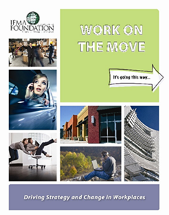 IFMA
FOUNDATION
WORK ON
THE MOVE
It's going this way...
Driving Strategy and Change in Workplaces